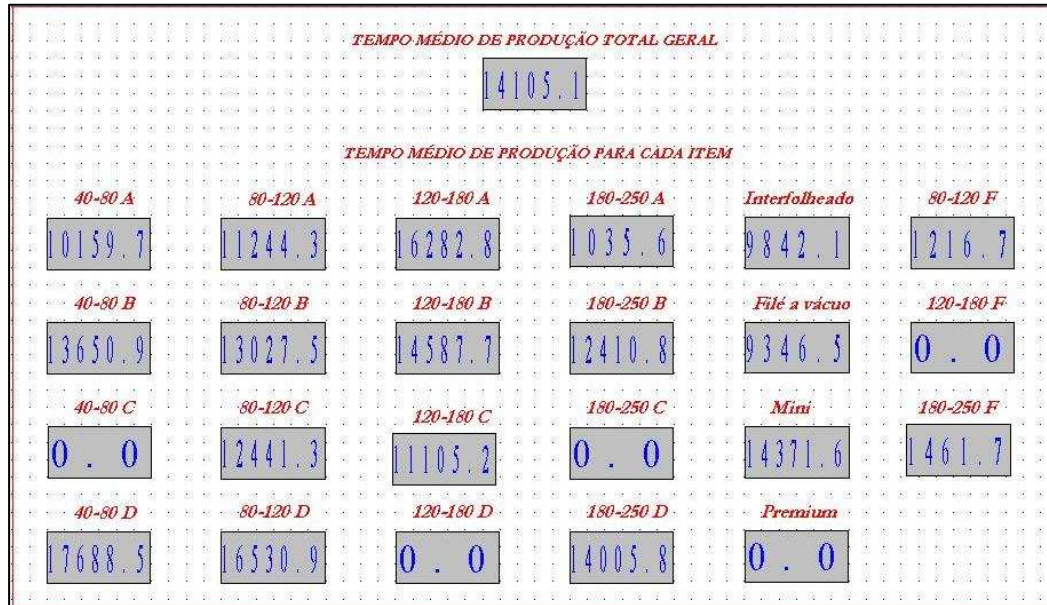 TEMPO MÉDIO DE PRODUÇÃO TOTAL GERAL
14105.1
TEMPO MÉDIO DE PRODUÇÃO PARA CADA ITEM
40-80 A 80-120 A 120-180 A 180-250 A Interfolheado 80-120 F
10159.7 11244.3 16282.8 1035.6 9842.1 1216.7
40-80 B 80-120 B 120-180 B 180-250 B Filé a vácuo 120-180 F
13650.9 13027.5 14587.7 12410.8 9346.5 0.0
40-80 C 80-120 C 120-180 C 180-250 C Mini 180-250 F
0.0 12441.3 11105.2 0.0 14371.6 1461.7
40-80 D 80-120 D 120-180 D 180-250 D Premium
17688.5 16530.9 0.0 14005.8 0.0